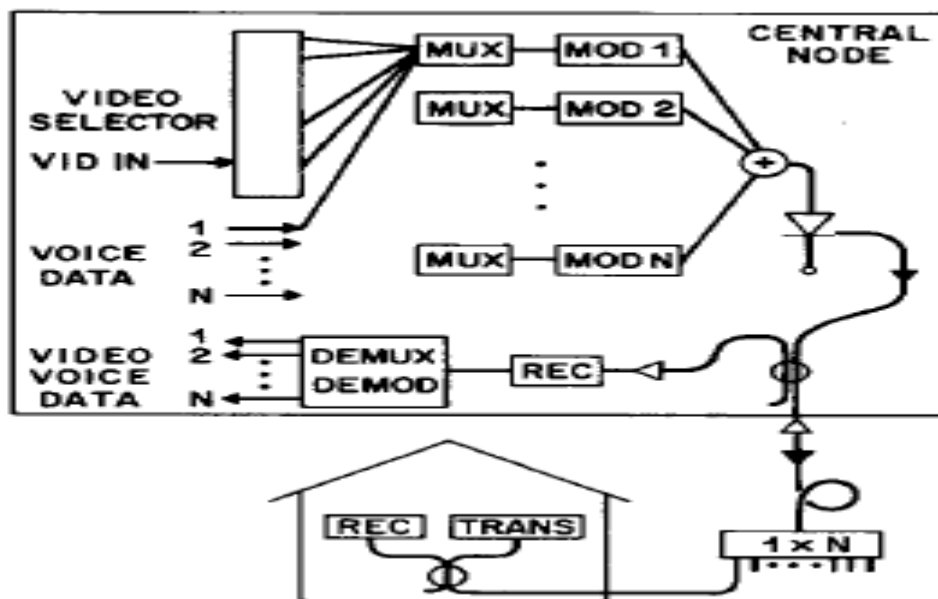 CENTRAL
NODE
MUX
MOD 1
VIDEO
SELECTOR
MUX
MOD 2
VID IN
+
1
2
VOICE
DATA
N
MUX
MOD N
1
2
VIDEO
VOICE
DATA
N
DEMUX
DEMOD
REC
REC
TRANS
1 × N